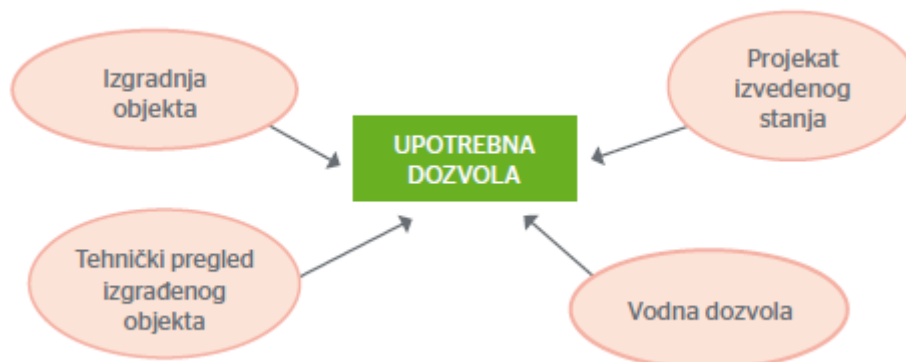 Izgradnja
objekta
Projekat
izvedenog
stanja
UPOTREBNA
DOZVOLA
Tehnički pregled
izgrađenog
objekta
Vodna dozvola